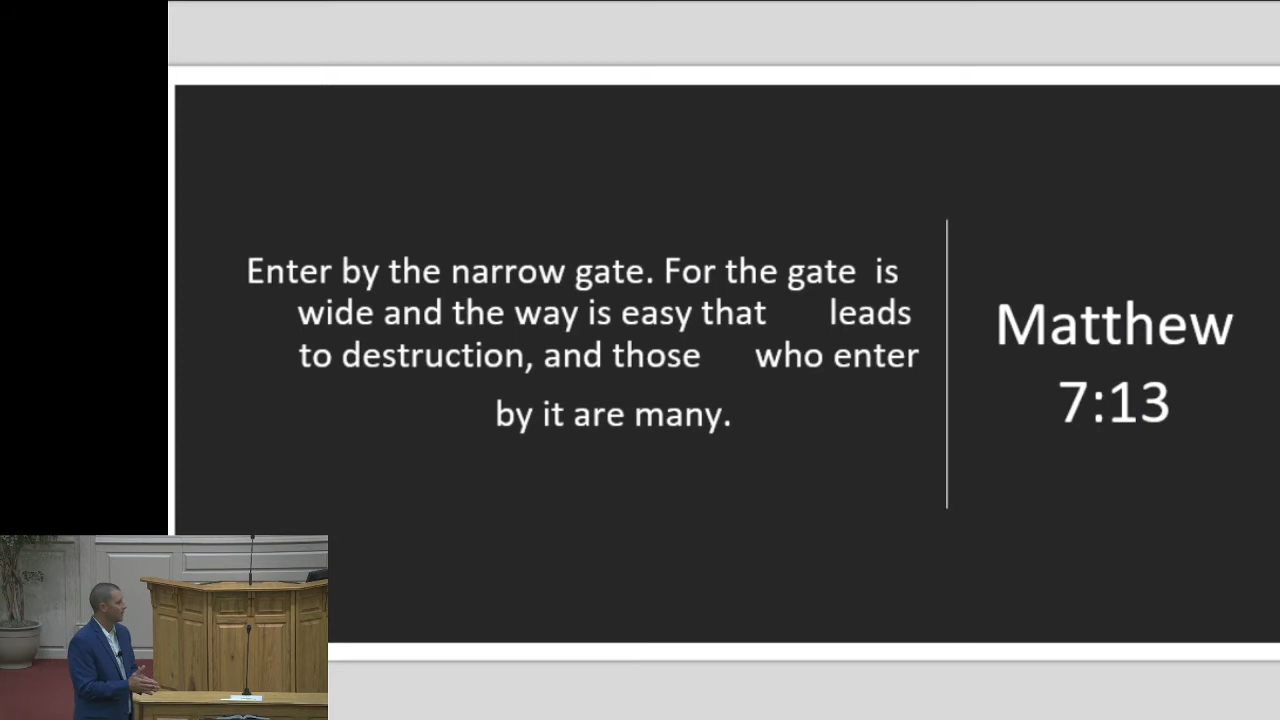 Enter by the narrow gate. For the gate is
wide and the way is easy that leads
to destruction, and those who enter
by it are many.
Matthew
7:13